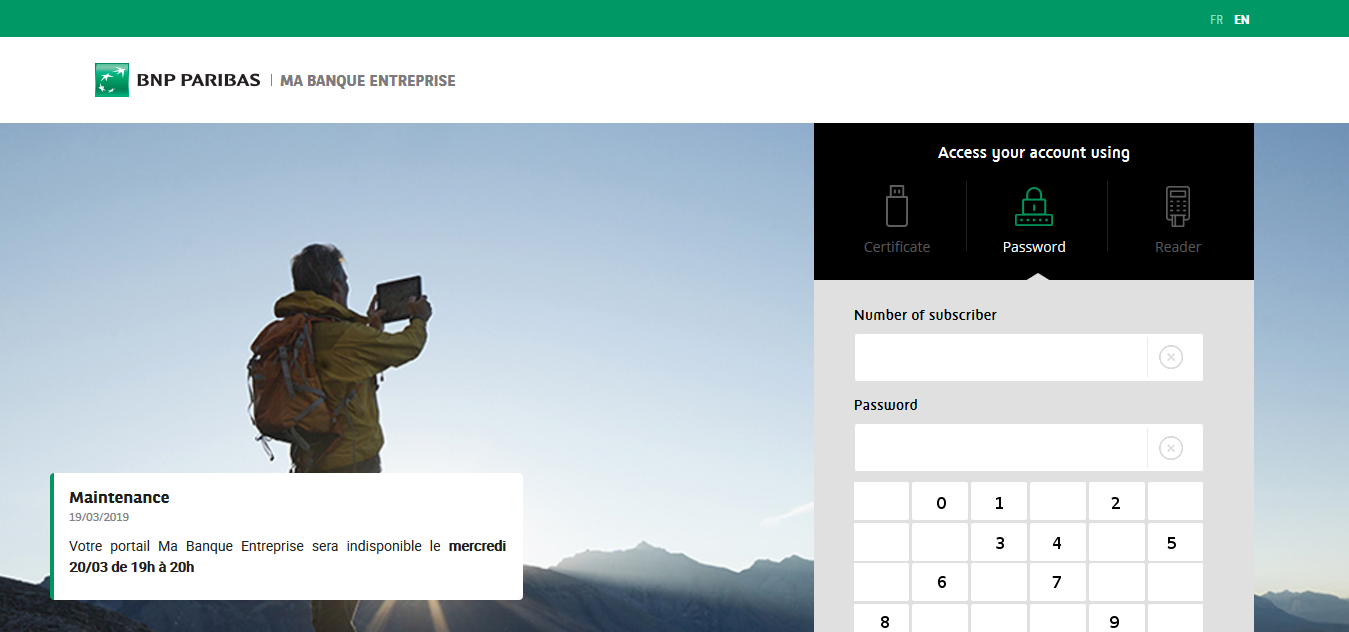 FR EN
BNP PARIBAS | MA BANQUE ENTREPRISE
Access your account using
Certificate Password Reader
Number of subscriber
Password
0 1 2
3 4 5
6 7
8 9
Maintenance
19/03/2019
Votre portail Ma Banque Entreprise sera indisponible le mercredi
20/03 de 19h à 20h